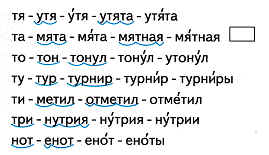 тя - утя - у́тя - утята - утя́та
та - мята - мя́та - мятная - мя́тная
то - тон - тонул - тону́л - утону́л
ту - тур - турнир - турни́р - турни́ры
ти - метил - отметил - отме́тил
три - нутрия - ну́трия - ну́трии
нот - енот - ено́т - ено́ты